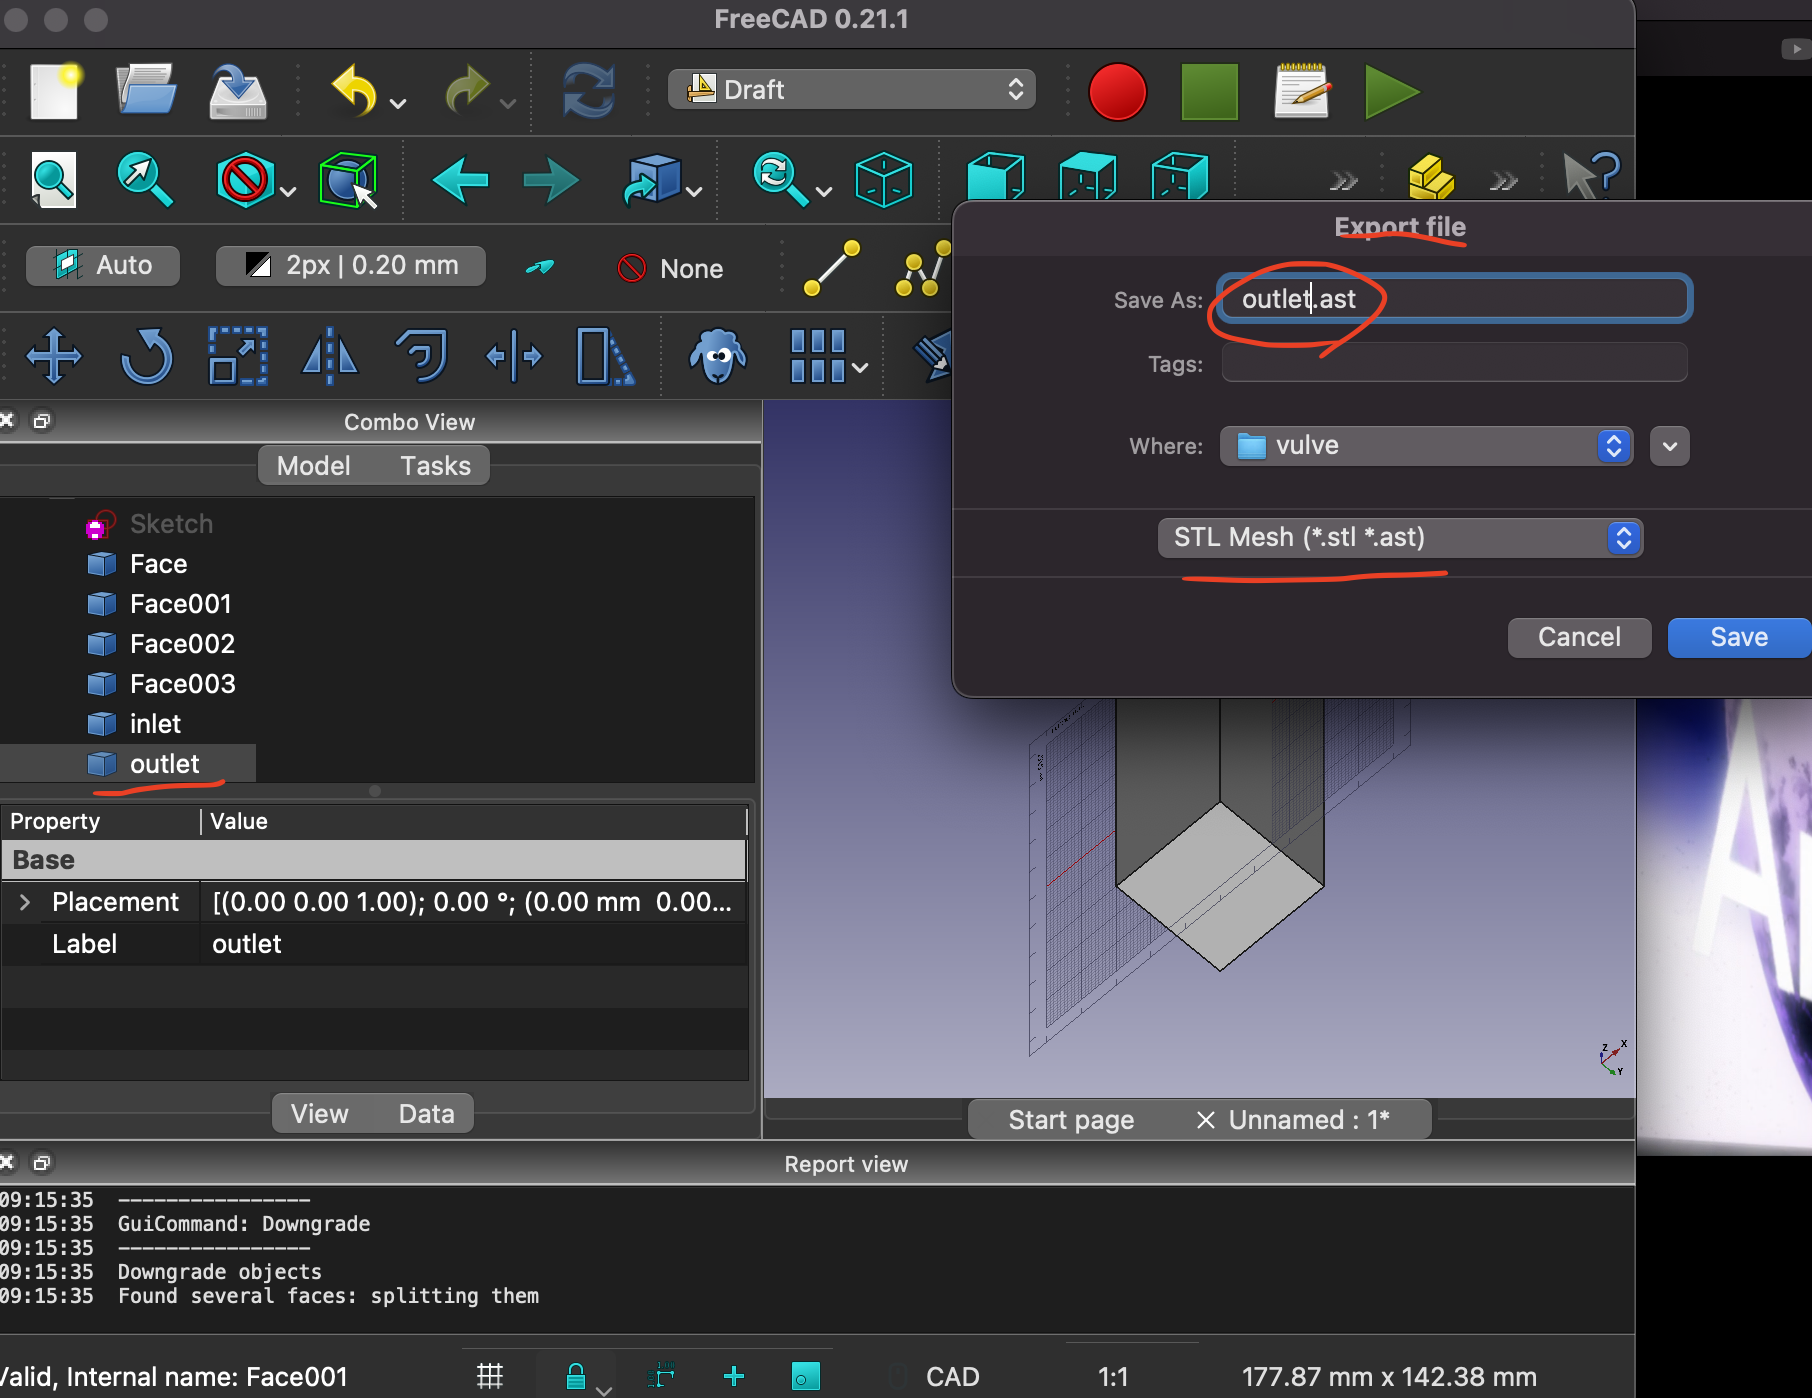 FreeCAD 0.21.1
Draft
Auto
2px | 0.20 mm
None
Export file
Save As: outlet.ast
Tags:
Where: vulve
STL Mesh (*.stl *.ast)
Cancel Save
Combo View
Model Tasks
Sketch
Face
Face001
Face002
Face003
inlet
outlet
Property Value
Base
Placement [(0.00 0.00 1.00); 0.00 °; (0.00 mm 0.00...
Label outlet
View Data
Z X
Y
Start page Unnamed : 1*
Report view
09:15:35 ----------------
09:15:35 GuiCommand: Downgrade
09:15:35 ----------------
09:15:35 Downgrade objects
09:15:35 Found several faces: splitting them
Valid, Internal name: Face001
CAD 1:1 177.87 mm x 142.38 mm